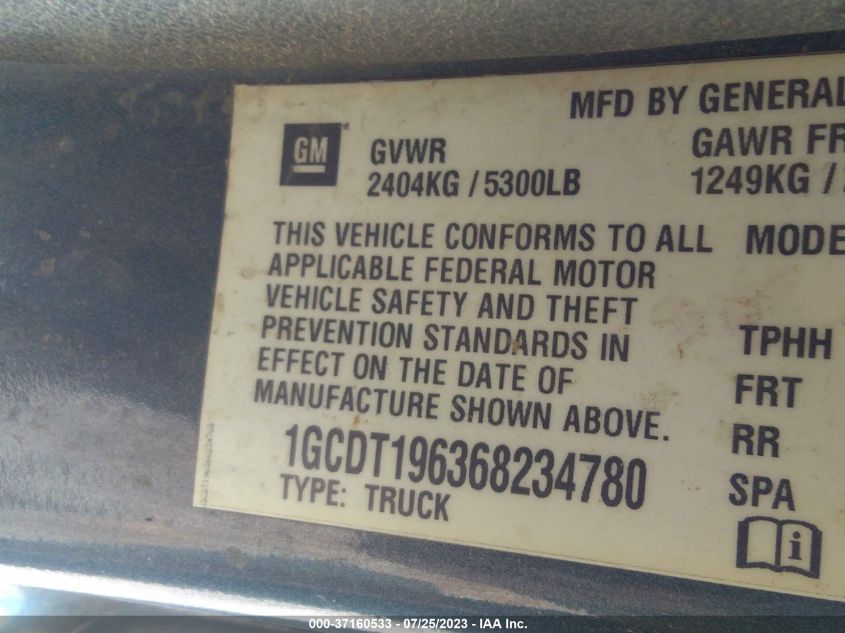 MFD BY GENERAL
GM
GVWR
GAWR FR
2404KG / 5300LB
1249KG /
THIS VEHICLE CONFORMS TO ALL
MODE
APPLICABLE FEDERAL MOTOR
VEHICLE SAFETY AND THEFT
PREVENTION STANDARDS IN
TPHH
EFFECT ON THE DATE OF
FRT
MANUFACTURE SHOWN ABOVE.
RR
1GCDT196368234780
SPA
TYPE: TRUCK
i
1GCDT196368234780
000-37160533 - 07/25/2023 - IAA Inc.